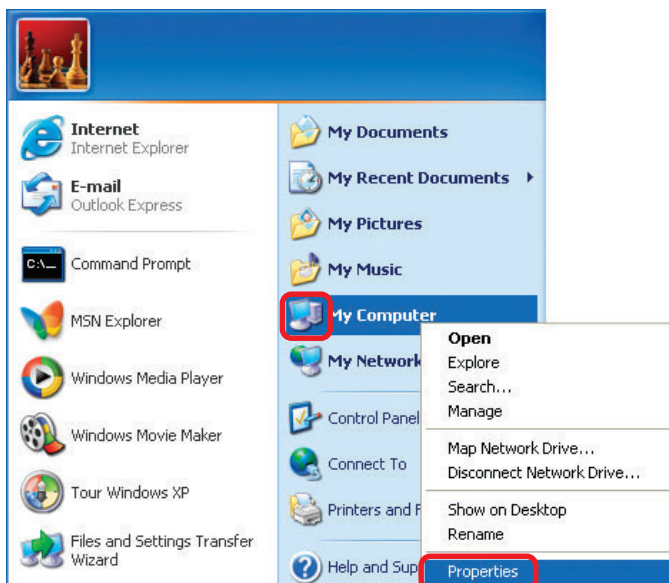 Internet
Internet Explorer
E-mail
Outlook Express
C:\_
Command Prompt
MSN Explorer
Windows Media Player
Windows Movie Maker
Tour Windows XP
Files and Settings Transfer
Wizard
My Documents
My Recent Documents
My Pictures
My Music
My Computer
My Network
Control Panel
Connect To
Printers and F
Help and Sup
Open
Explore
Search...
Manage
Map Network Drive...
Disconnect Network Drive...
Show on Desktop
Rename
Properties